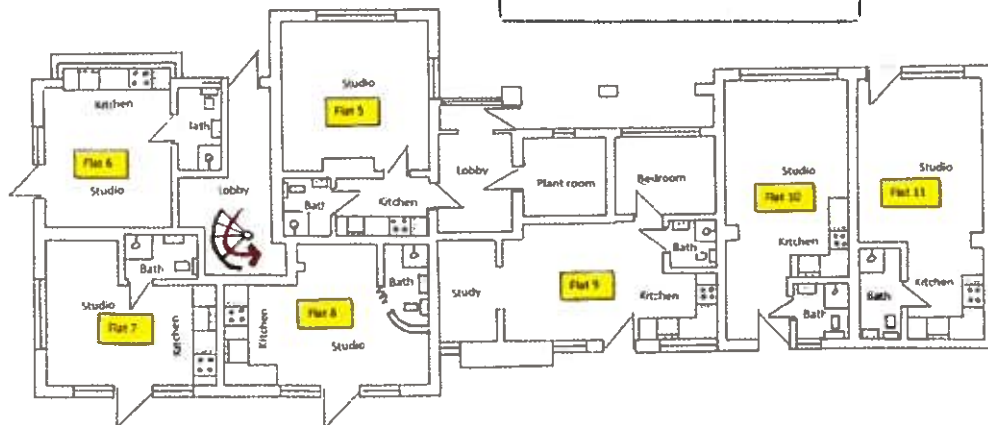 Studio
Flat 5
Kitchen
Bath
Flat 6
Studio
Lobby
Bath
Kitchen
Lobby
Plant room
Bedroom
Studio
Flat 10
Kitchen
Bath
Studio
Flat 11
Kitchen
Bath
Bath
Studio
Flat 7
Kitchen
Kitchen
Flat 8
Studio
Bath
Study
Flat 9
Kitchen
Bath